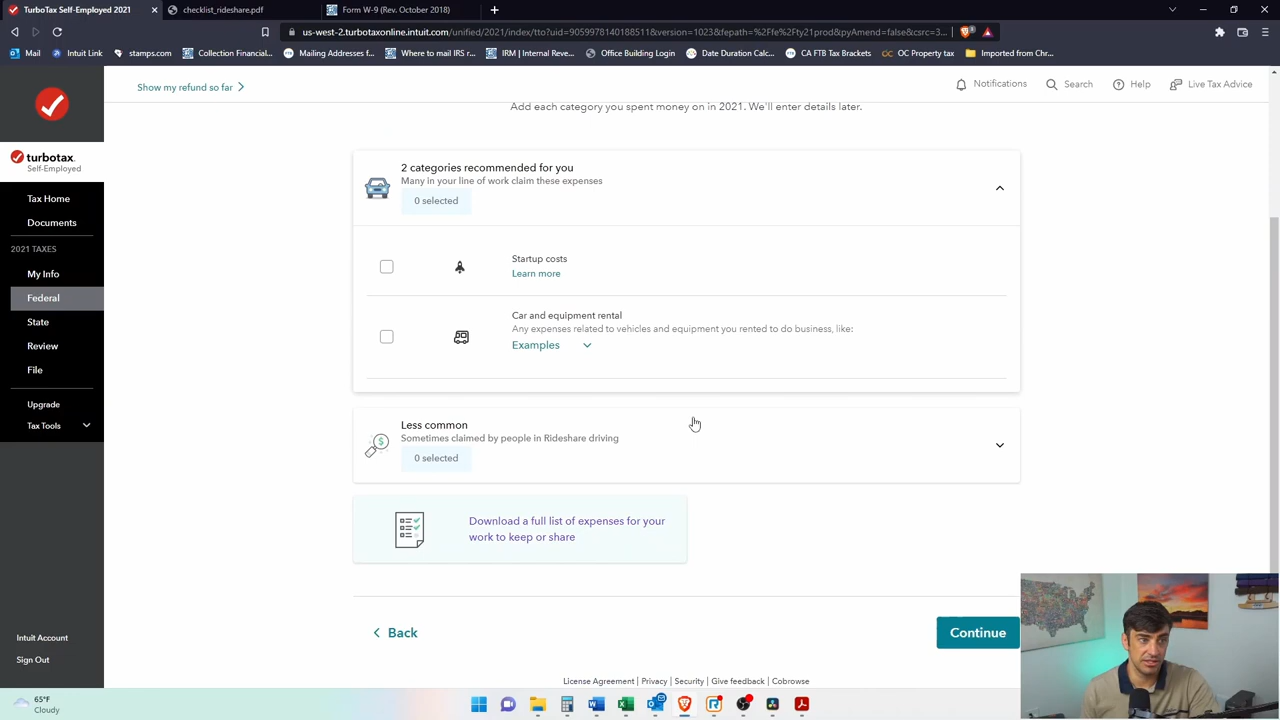 TurboTax Self-Employed 2021
checklist_rideshare.pdf
Form W-9 (Rev. October 2018)
us-west-2.turbotaxonline.intuit.com/unified/2021/index/tto?uid=9059978140188511&version=1023&fepath=%2Ffe%2Fty21prod&pyAmend=false&csrc=3...
Mail
Intuit Link
stamps.com
Collection Financial...
Mailing Addresses f...
Where to mail IRS r...
IRM | Internal Reve...
Office Building Login
Date Duration Calc...
CA FTB Tax Brackets
OC Property tax
Imported from Chr...
Show my refund so far
Notifications
Search
Help
Live Tax Advice
turbotax
Self-Employed
Tax Home
Documents
2021 TAXES
My Info
Federal
State
Review
File
Upgrade
Tax Tools
Intuit Account
Sign Out
Add each category you spent money on in 2021. We'll enter details later.
2 categories recommended for you
Many in your line of work claim these expenses
0 selected
Startup costs
Learn more
Car and equipment rental
Any expenses related to vehicles and equipment you rented to do business, like:
Examples
Less common
Sometimes claimed by people in Rideshare driving
0 selected
Download a full list of expenses for your
work to keep or share
Back
Continue
License Agreement | Privacy | Security | Give feedback | Cobrowse
65°F
Cloudy